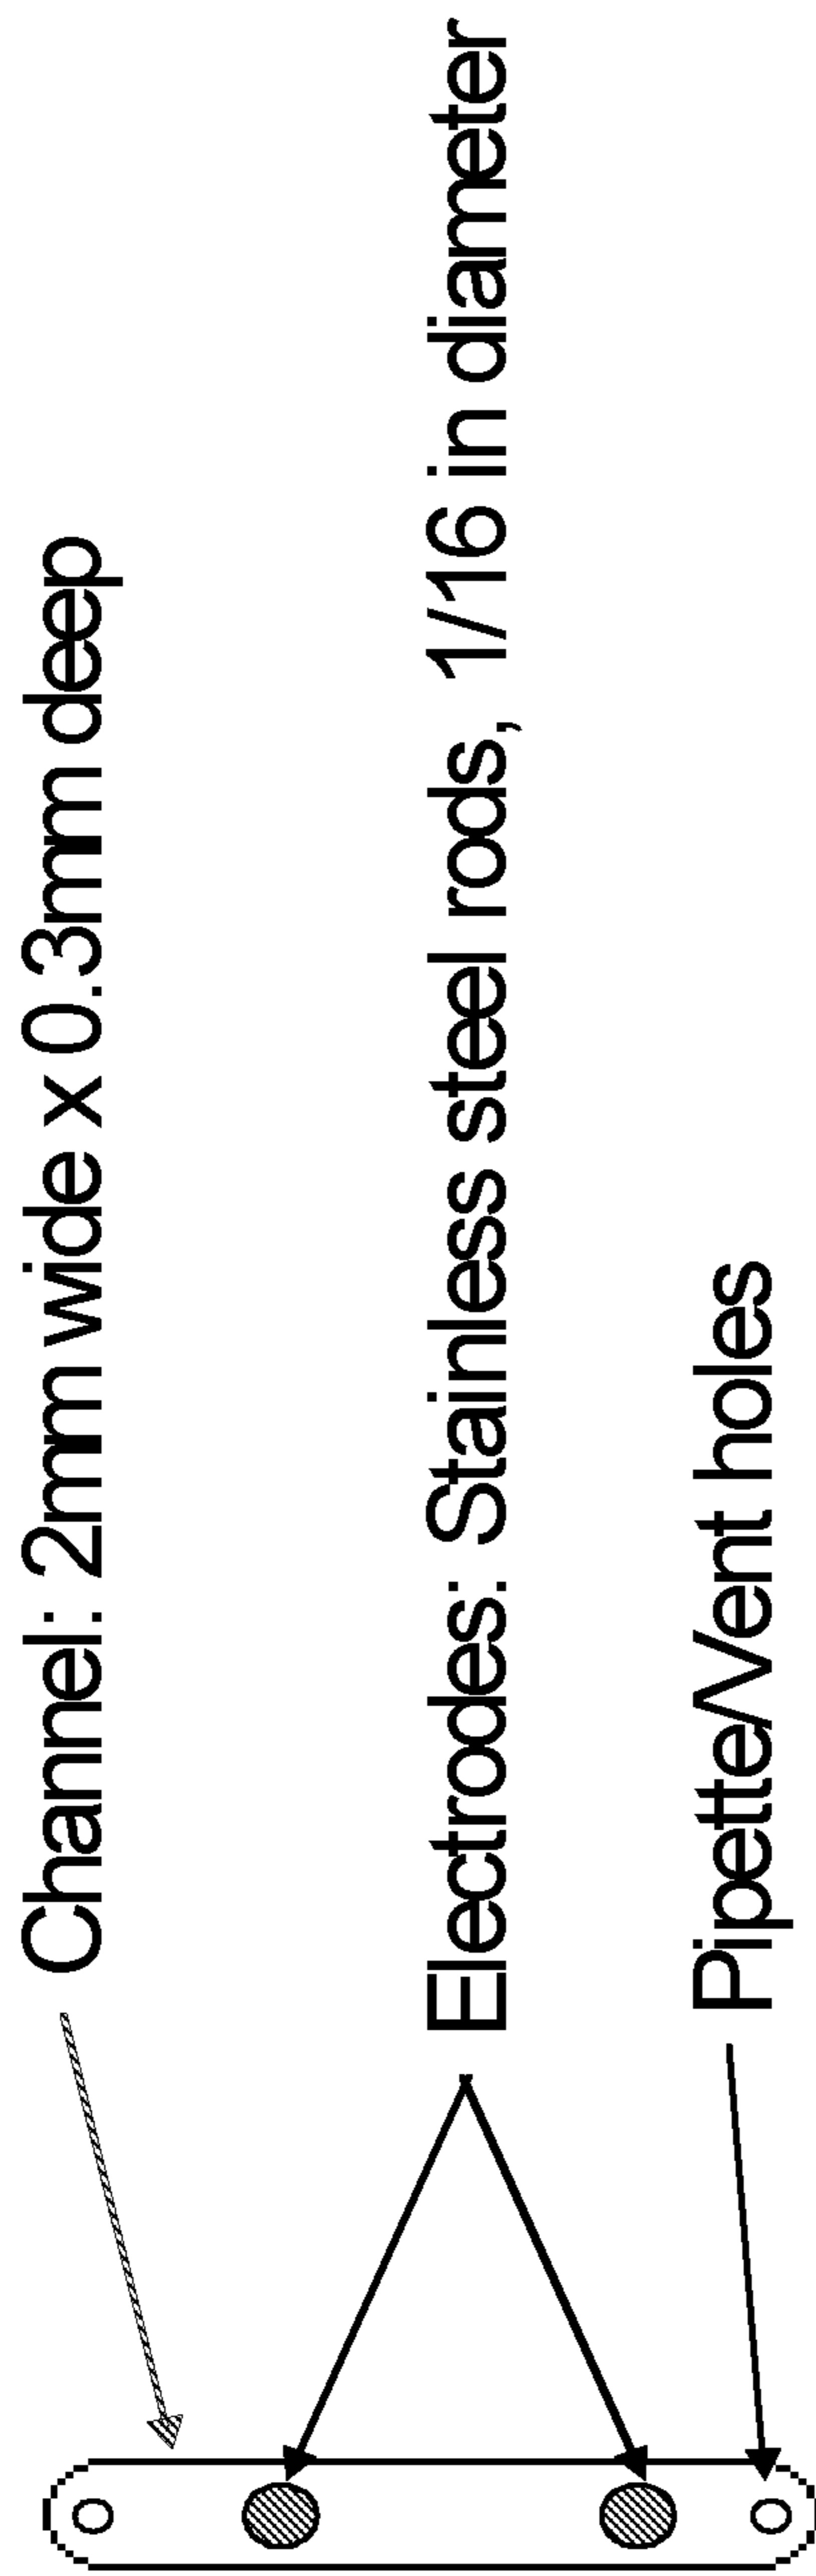 Channel: 2mm wide x 0.3mm deep
Electrodes: Stainless steel rods, 1/16 in diameter
Pipette/Vent holes